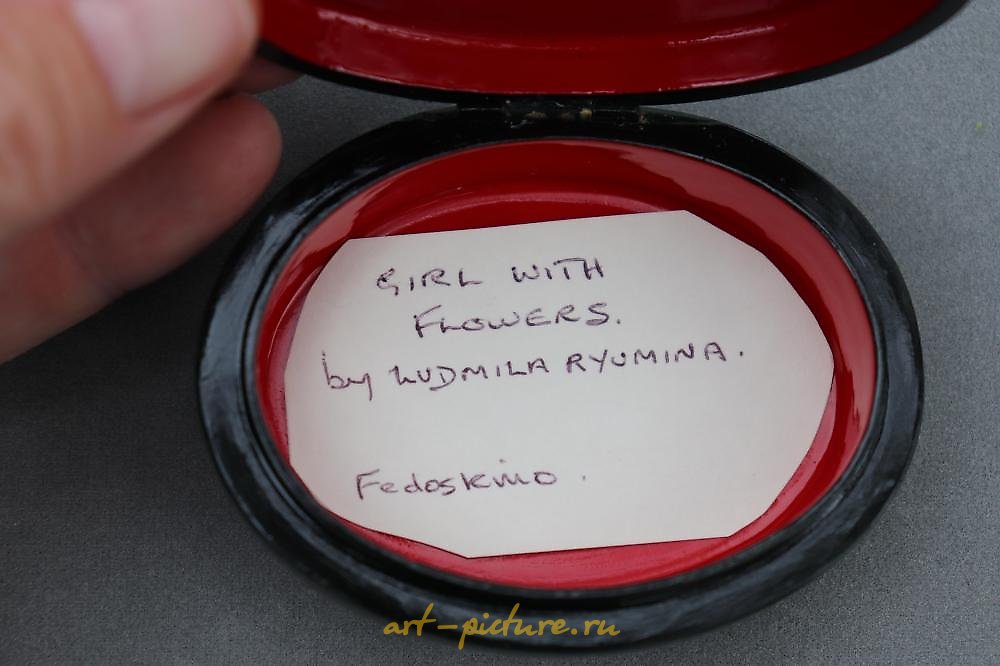 GIRL WITH
FLOWERS.
by LUDMILA RYUMINA.
Fedoskino.
art-picture.ru